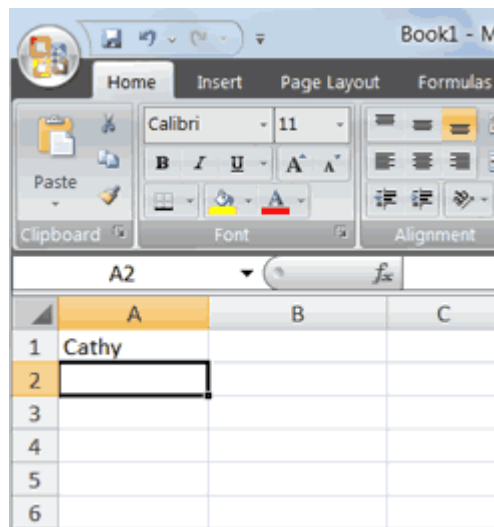 Book1 - M
Home Insert Page Layout Formulas
Calibri 11
B I U A A
Paste
A
Clipboard Font Alignment
A2 fx
A B C
1 Cathy
2
3
4
5
6